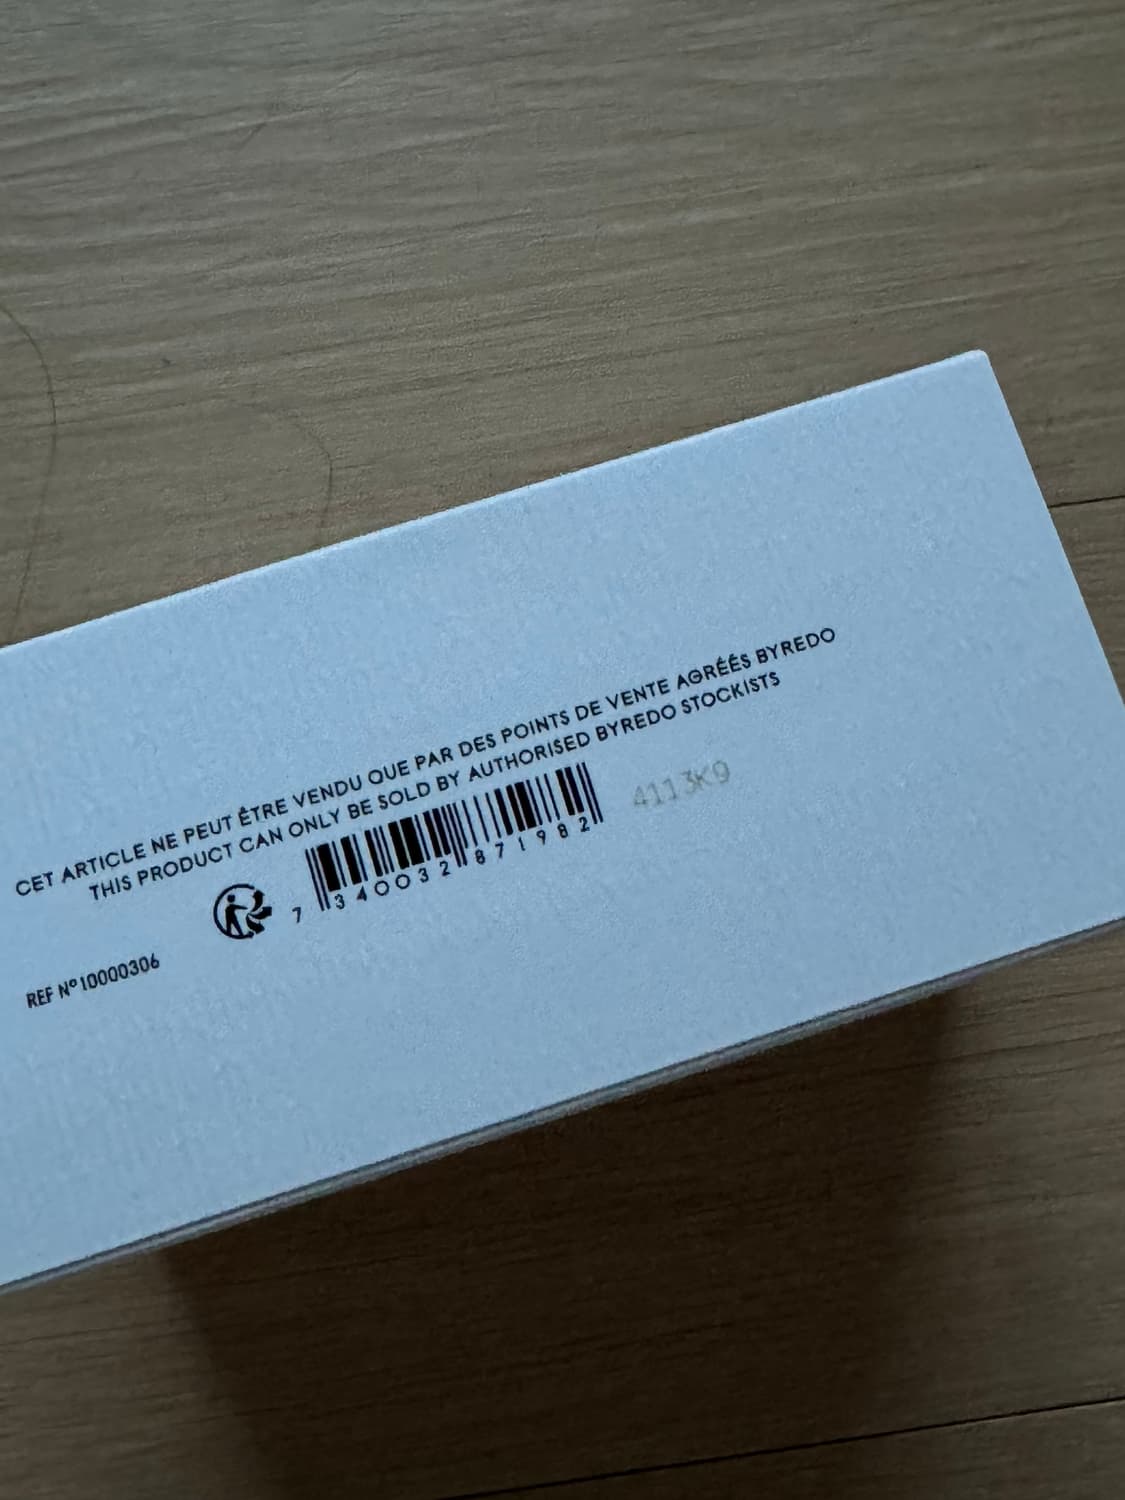 CET ARTICLE NE PEUT ÊTRE VENDU QUE PAR DES POINTS DE VENTE AGRÉÉS BYREDO
THIS PRODUCT CAN ONLY BE SOLD BY AUTHORISED BYREDO STOCKISTS
4113K9
7 340032 871982
REF Nº10000306